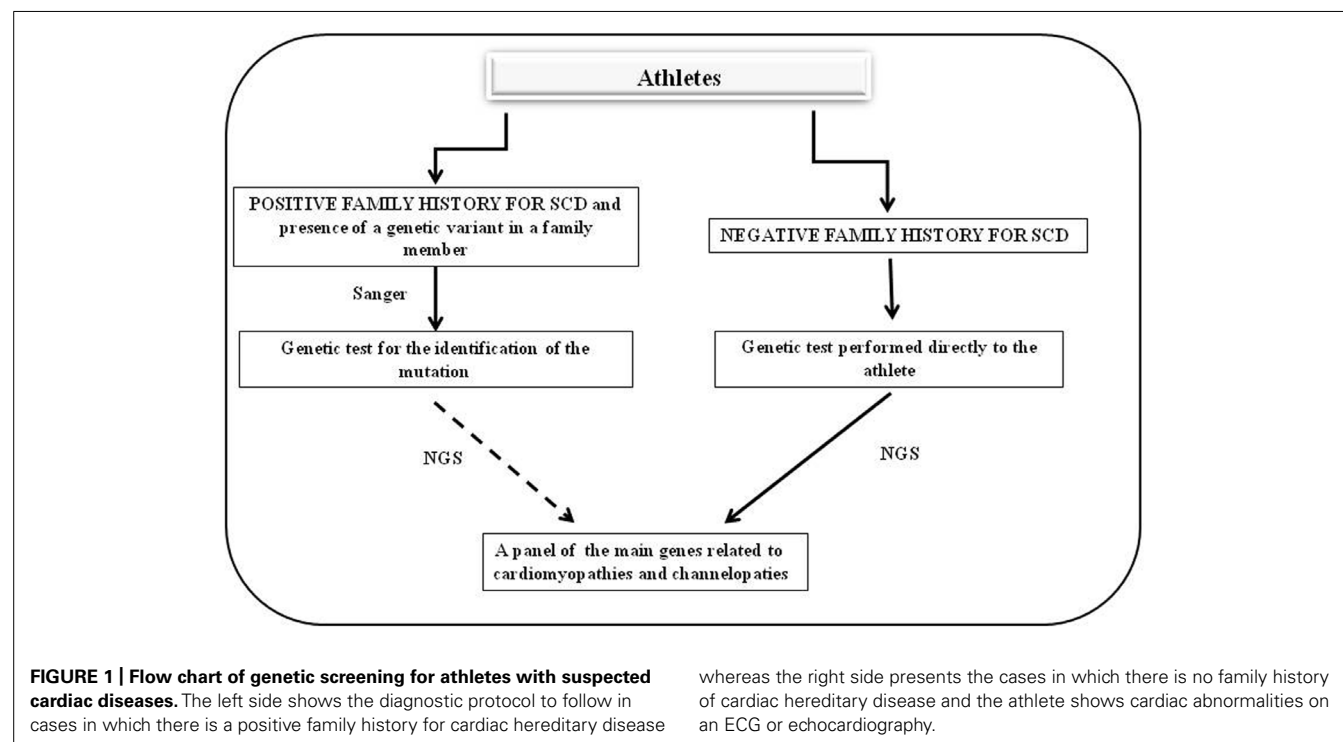 Athletes
POSITIVE FAMILY HISTORY FOR SCD and
presence of a genetic variant in a family
member
NEGATIVE FAMILY HISTORY FOR SCD
Sanger
Genetic test for the identification of the
mutation
Genetic test performed directly to the
athlete
NGS
NGS
A panel of the main genes related to
cardiomyopathies and channelopaties
FIGURE 1 | Flow chart of genetic screening for athletes with suspected
cardiac diseases. The left side shows the diagnostic protocol to follow in
cases in which there is a positive family history for cardiac hereditary disease
whereas the right side presents the cases in which there is no family history
of cardiac hereditary disease and the athlete shows cardiac abnormalities on
an ECG or echocardiography.